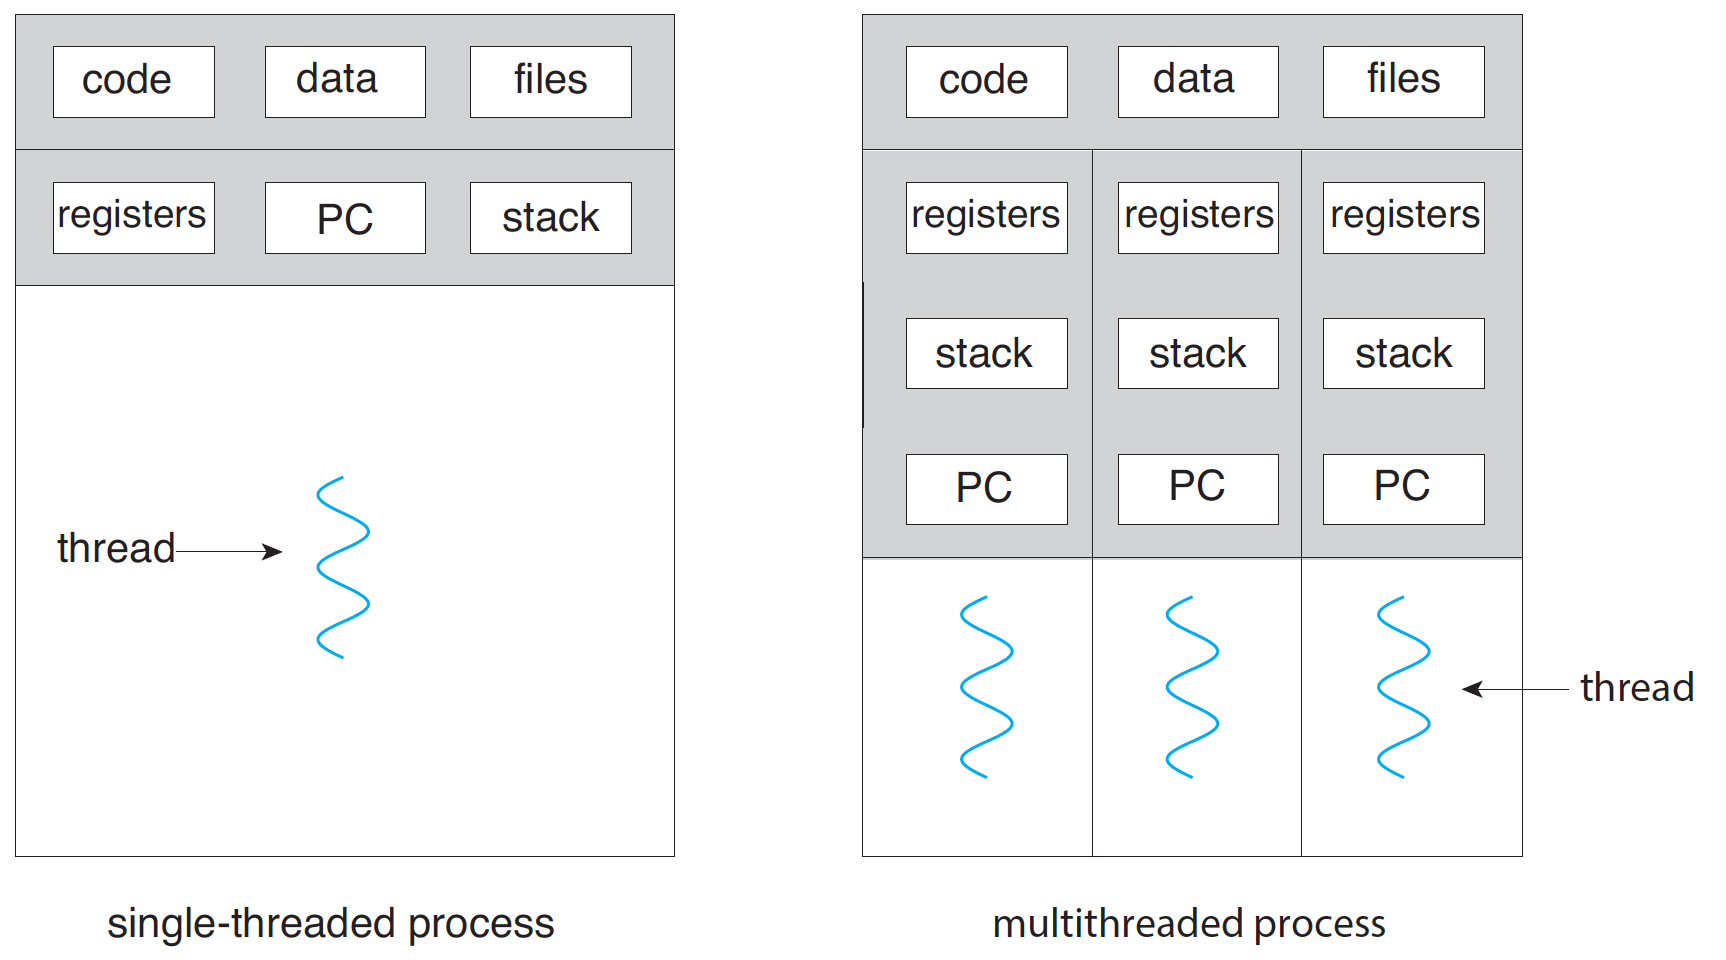 code data files
registers PC stack
thread
single-threaded process
code data files
registers registers registers
stack stack stack
PC PC PC
thread
multithreaded process